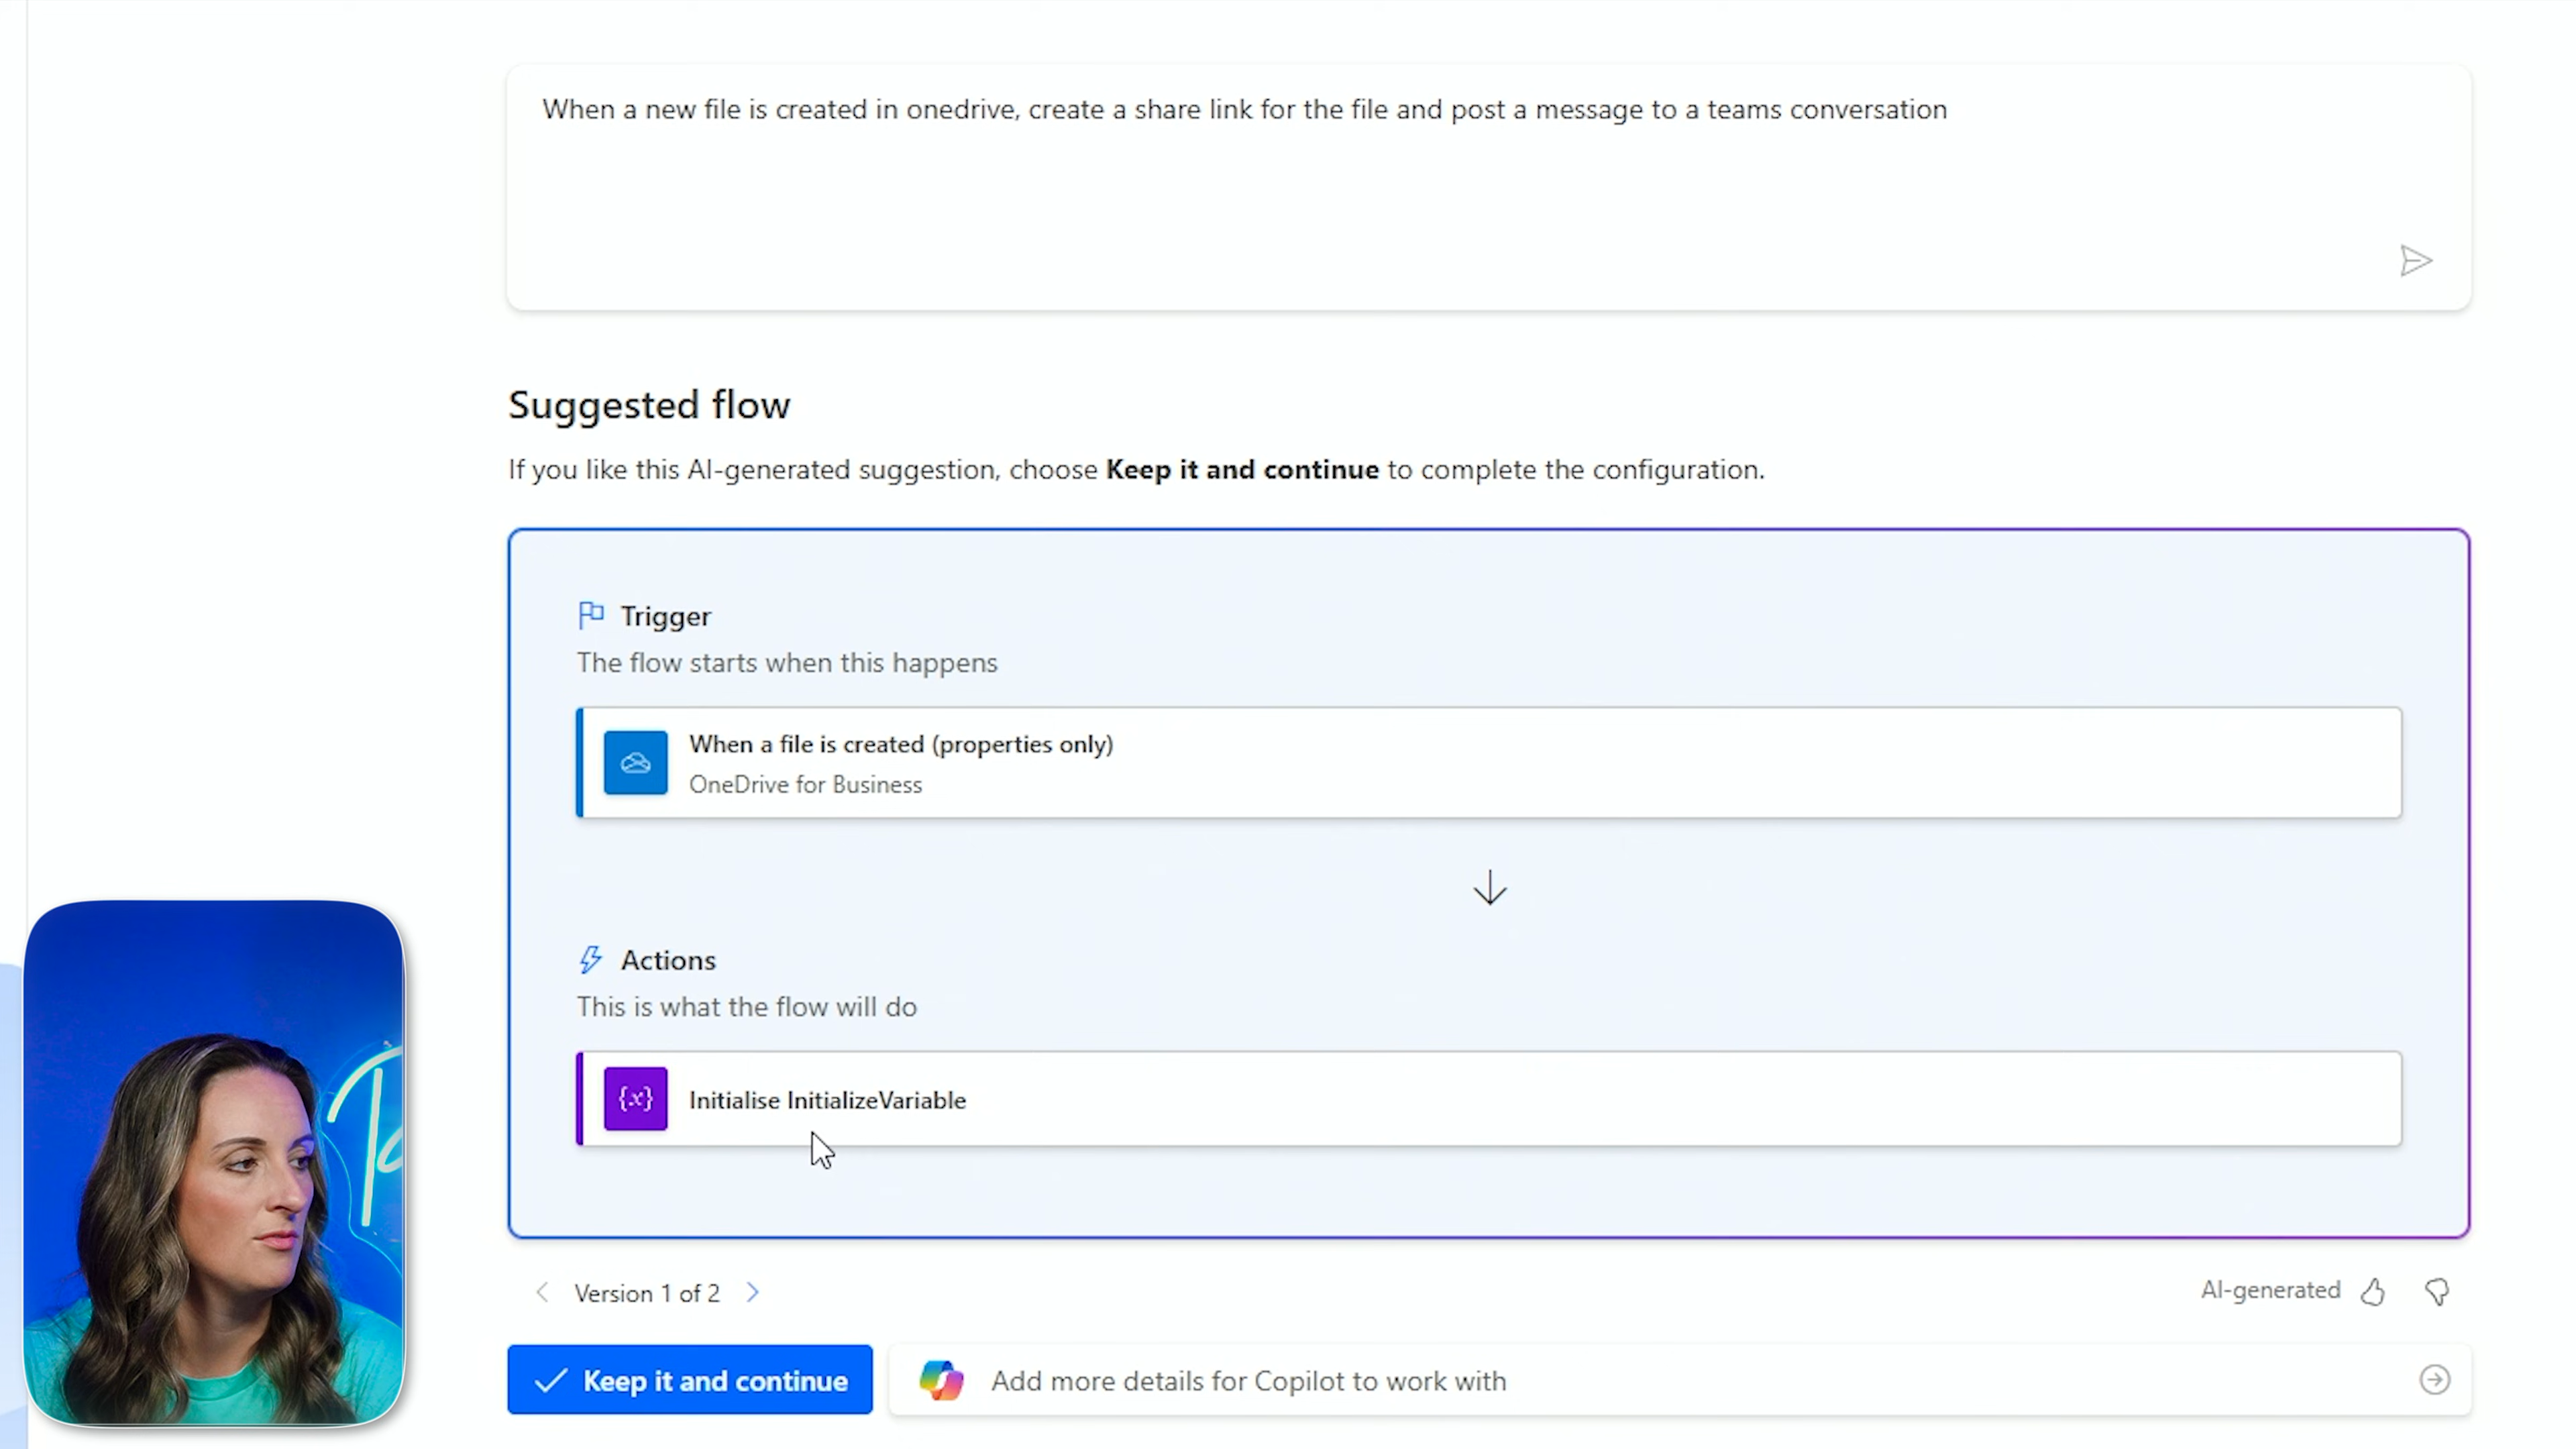 When a new file is created in onedrive, create a share link for the file and post a message to a teams conversation
Suggested flow
If you like this AI-generated suggestion, choose Keep it and continue to complete the configuration.
Trigger
The flow starts when this happens
When a file is created (properties only)
OneDrive for Business
Actions
This is what the flow will do
{x} Initialise InitializeVariable
Version 1 of 2
AI-generated
Keep it and continue
Add more details for Copilot to work with